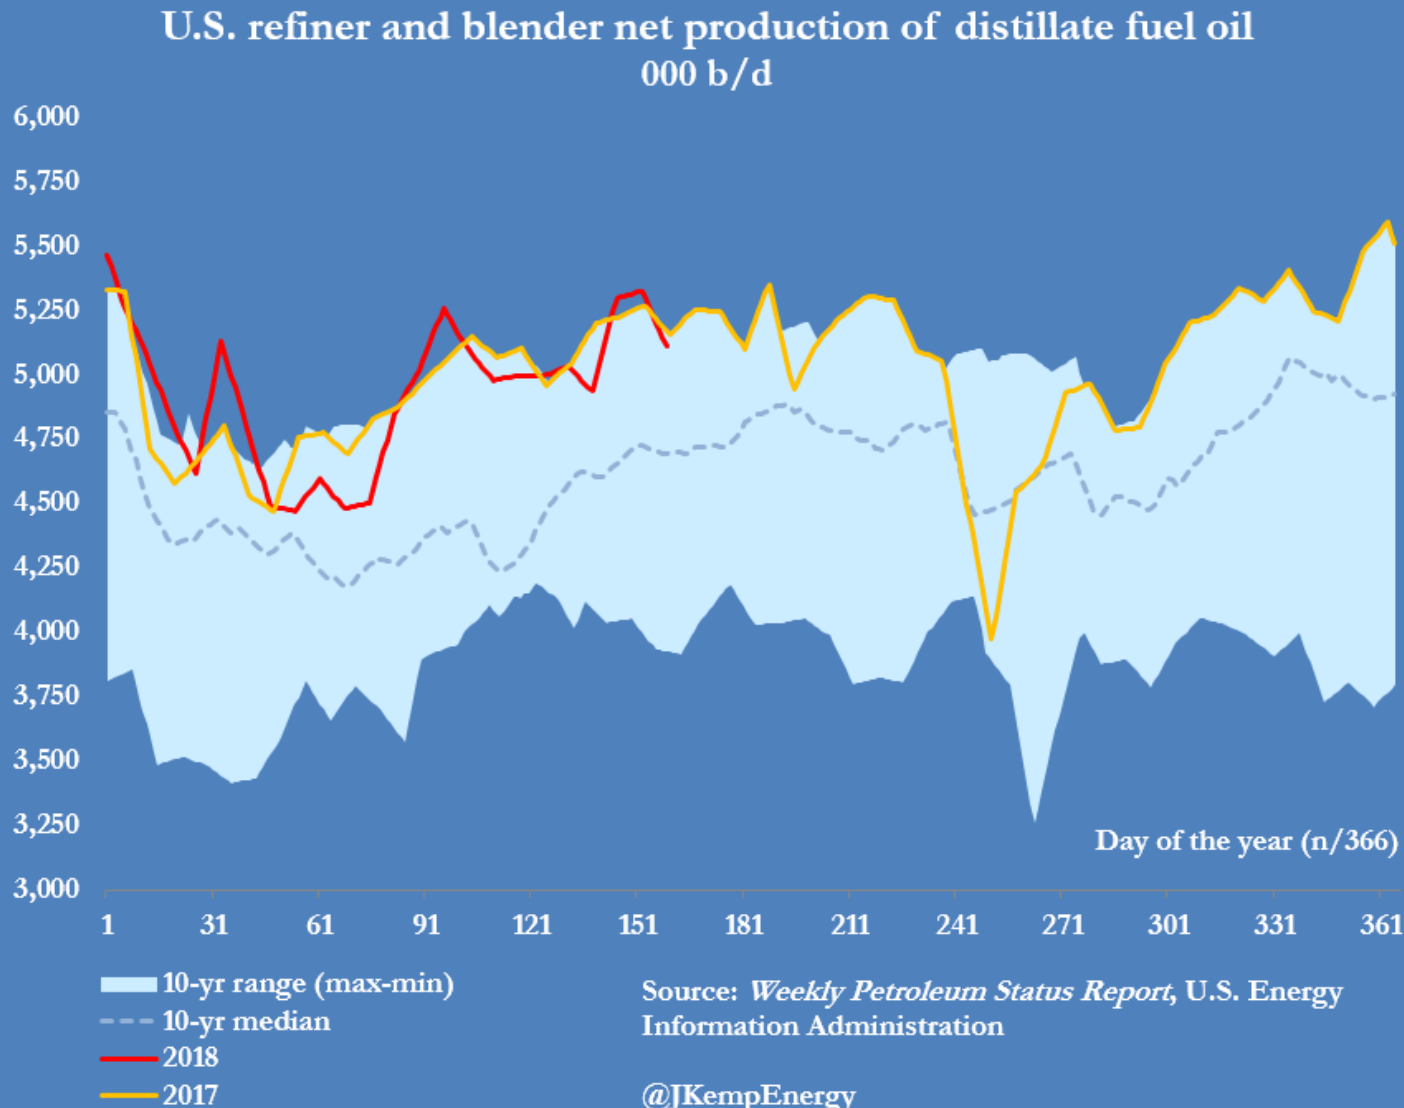 U.S. refiner and blender net production of distillate fuel oil
000 b/d
6,000
5,750
5,500
5,250
5,000
4,750
4,500
4,250
4,000
3,750
3,500
3,250
3,000
Day of the year (n/366)
1 31 61 91 121 151 181 211 241 271 301 331 361
10-yr range (max-min)
10-yr median
2018
2017
Source: Weekly Petroleum Status Report, U.S. Energy
Information Administration
@JKempEnergy